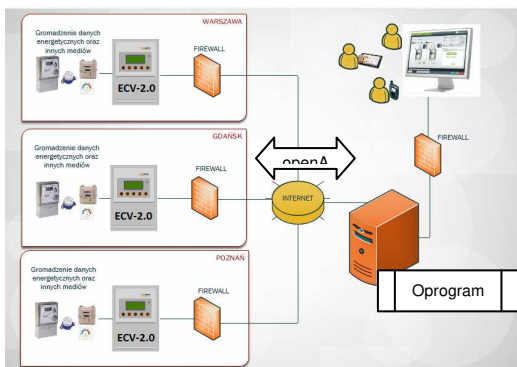 WARSZAWA
Gromadzenie danych
energetycznych oraz
innych mediów
FIREWALL
ECV-2.0
GDAŃSK
Gromadzenie danych
energetycznych oraz
innych mediów
FIREWALL
ECV-2.0
POZNAŃ
Gromadzenie danych
energetycznych oraz
innych mediów
FIREWALL
ECV-2.0
openA
INTERNET
FIREWALL
Oprogram